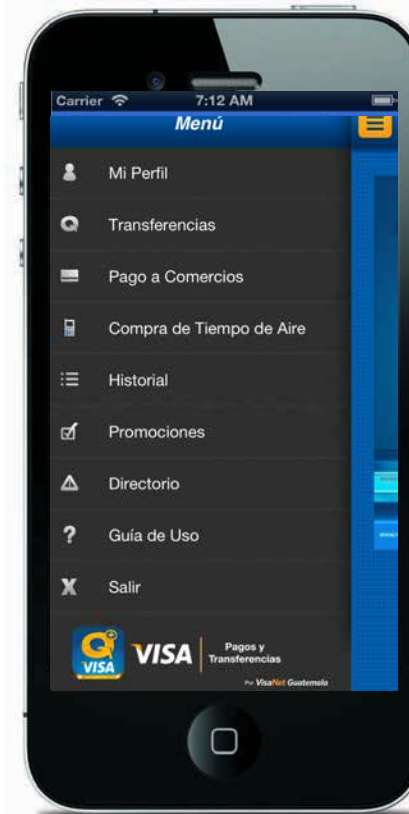 Carrier 7:12 AM
Menú
Mi Perfil
Transferencias
Pago a Comercios
Compra de Tiempo de Aire
Historial
Promociones
Directorio
Guía de Uso
Salir
Q
VISA
VISA
Pagos y
Transferencias
Por VisaNet Guatemala